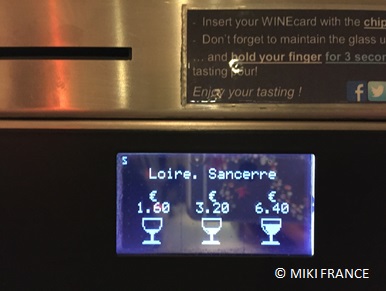 · Insert your WINEcard with the chip
· Don't forget to maintain the glass u
... and hold your finger for 3 secon
tasting pour!
Enjoy your tasting !
S
Loire. Sancerre
€ € €
1.60 3.20 6.40
© MIKI FRANCE